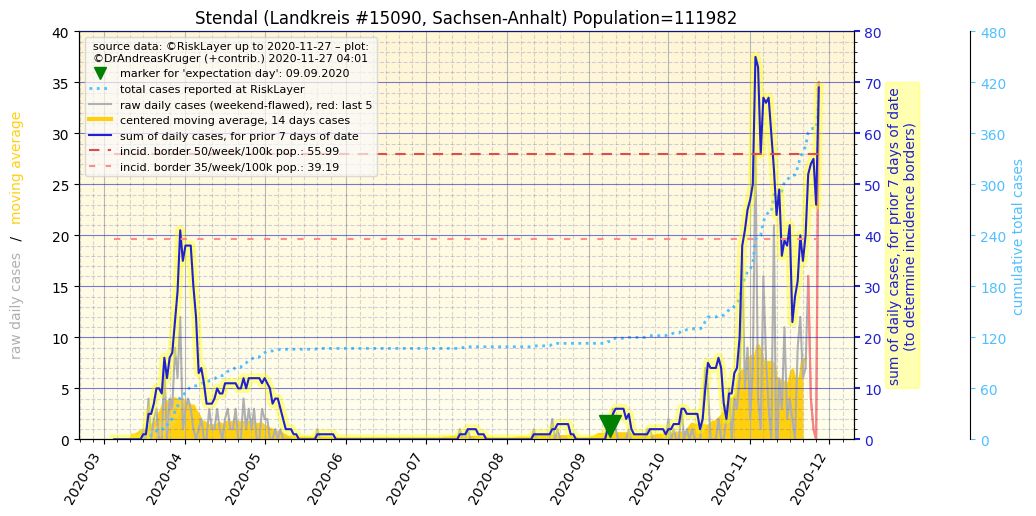 Stendal (Landkreis #15090, Sachsen-Anhalt) Population=111982
source data: ©RiskLayer up to 2020-11-27 – plot:
©DrAndreasKruger (+contrib.) 2020-11-27 04:01
marker for 'expectation day': 09.09.2020
total cases reported at RiskLayer
raw daily cases (weekend-flawed), red: last 5
centered moving average, 14 days cases
sum of daily cases, for prior 7 days of date
incid. border 50/week/100k pop.: 55.99
incid. border 35/week/100k pop.: 39.19
raw daily cases / moving average
40
35
30
25
20
15
10
5
0
2020-03
2020-04
2020-05
2020-06
2020-07
2020-08
2020-09
2020-10
2020-11
2020-12
80
70
60
50
40
30
20
10
0
sum of daily cases, for prior 7 days of date
(to determine incidence borders)
480
420
360
300
240
180
120
60
0
cumulative total cases